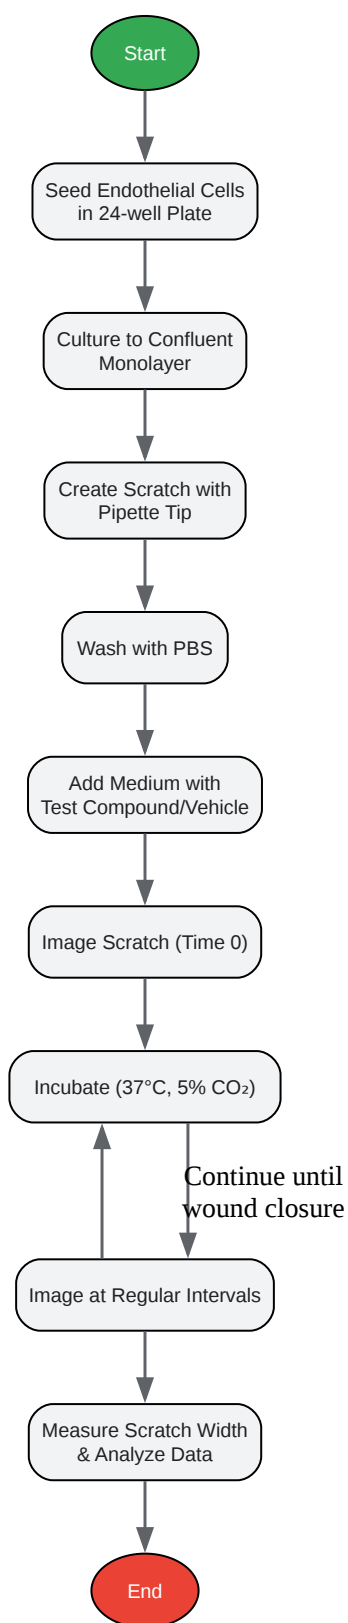 Start
Seed Endothelial Cells
in 24-well Plate
Culture to Confluent
Monolayer
Create Scratch with
Pipette Tip
Wash with PBS
Add Medium with
Test Compound/Vehicle
Image Scratch (Time 0)
Incubate (37°C, 5% CO₂)
Continue until
wound closure
Image at Regular Intervals
Measure Scratch Width
& Analyze Data
End